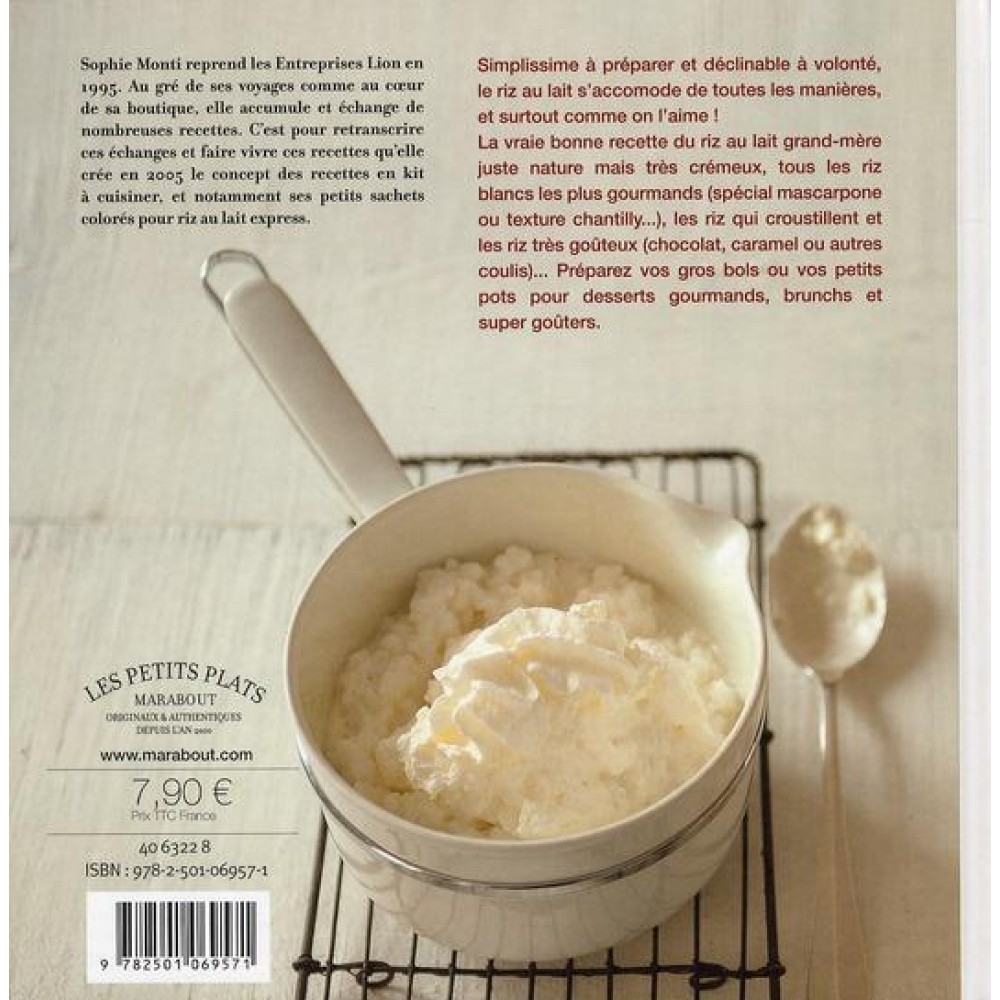 Sophie Monti reprend les Entreprises Lion en
1995. Au gré de ses voyages comme au cœur
de sa boutique, elle accumule et échange de
nombreuses recettes. C'est pour retranscrire
ces échanges et faire vivre ces recettes qu'elle
crée en 2005 le concept des recettes en kit
à cuisiner, et notamment ses petits sachets
colorés pour riz au lait express.
Simplissime à préparer et déclinable à volonté,
le riz au lait s'accomode de toutes les manières,
et surtout comme on l'aime !
La vraie bonne recette du riz au lait grand-mère
juste nature mais très crémeux, tous les riz
blancs les plus gourmands (spécial mascarpone
ou texture chantilly...), les riz qui croustillent et
les riz très goûteux (chocolat, caramel ou autres
coulis)... Préparez vos gros bols ou vos petits
pots pour desserts gourmands, brunchs et
super goûters.
LES PETITS PLATS
MARABOUT
ORIGINAUX & AUTHENTIQUES
DEPUIS L'AN 2000
www.marabout.com
7,90 €
Prix TTC France
40 6322 8
ISBN : 978-2-501-06957-1
9 782501 069571